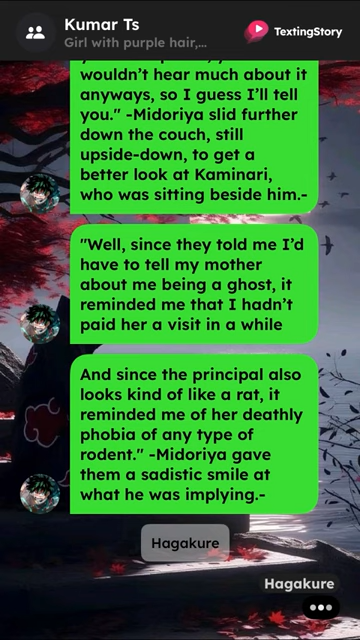 Kumar Ts
Girl with purple hair,...
TextingStory
wouldn't hear much about it
anyways, so I guess I'll tell
you." -Midoriya slid further
down the couch, still
upside-down, to get a
better look at Kaminari,
who was sitting beside him.-
"Well, since they told me I'd
have to tell my mother
about me being a ghost, it
reminded me that I hadn't
paid her a visit in a while
And since the principal also
looks kind of like a rat, it
reminded me of her deathly
phobia of any type of
rodent." -Midoriya gave
them a sadistic smile at
what he was implying.-
Hagakure
Hagakure